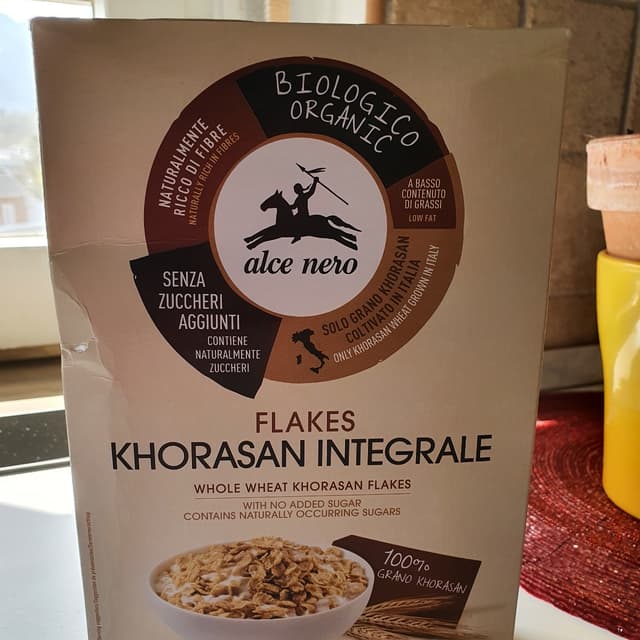 BIOLOGICO
ORGANIC
NATURALMENTE
RICCO DI FIBRE
NATURALLY RICH IN FIBRES
A BASSO
CONTENUTO
DI GRASSI
LOW FAT
alce nero
SENZA
ZUCCHERI
AGGIUNTI
CONTIENE
NATURALMENTE
ZUCCHERI
SOLO GRANO KHORASAN
COLTIVATO IN ITALIA
ONLY KHORASAN WHEAT GROWN IN ITALY
FLAKES
KHORASAN INTEGRALE
WHOLE WHEAT KHORASAN FLAKES
WITH NO ADDED SUGAR
CONTAINS NATURALLY OCCURRING SUGARS
100%
GRANO KHORASAN